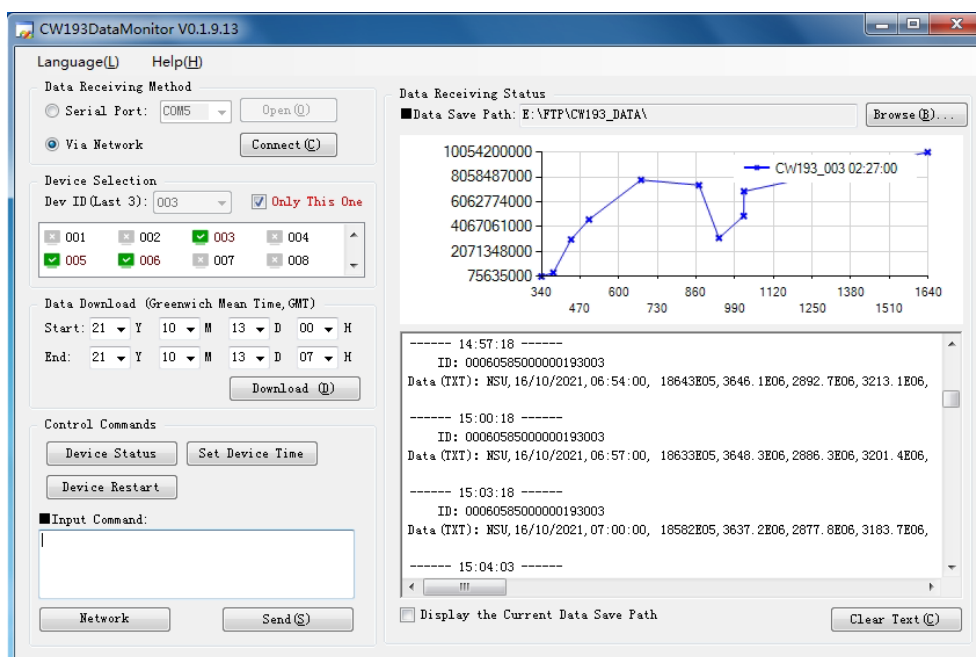 CW193DataMonitor V0.1.9.13
Language(L) Help(H)
Data Receiving Method
Serial Port: COM5 Open(O)
Via Network Connect(C)
Device Selection
Dev ID(Last 3): 003 Only This One
001 002 003 004
005 006 007 008
Data Download (Greenwich Mean Time,GMT)
Start: 21 Y 10 M 13 D 00 H
End: 21 Y 10 M 13 D 07 H
Download (D)
Control Commands
Device Status Set Device Time
Device Restart
■Input Command:
Network Send(S)
Data Receiving Status
■Data Save Path: E:\FTP\CW193_DATA\ Browse(B)...
CW193_003 02:27:00
10054200000
8058487000
6062774000
4067061000
2071348000
75635000
340 600 860 1120 1380 1640
470 730 990 1250 1510
------ 14:57:18 ------
ID: 00060585000000193003
Data(TXT): NSU,16/10/2021,06:54:00, 18643E05,3646.1E06,2892.7E06,3213.1E06,
------ 15:00:18 ------
ID: 00060585000000193003
Data(TXT): NSU,16/10/2021,06:57:00, 18633E05,3648.3E06,2886.3E06,3201.4E06,
------ 15:03:18 ------
ID: 00060585000000193003
Data(TXT): NSU,16/10/2021,07:00:00, 18582E05,3637.2E06,2877.8E06,3183.7E06,
------ 15:04:03 ------
Display the Current Data Save Path Clear Text(C)